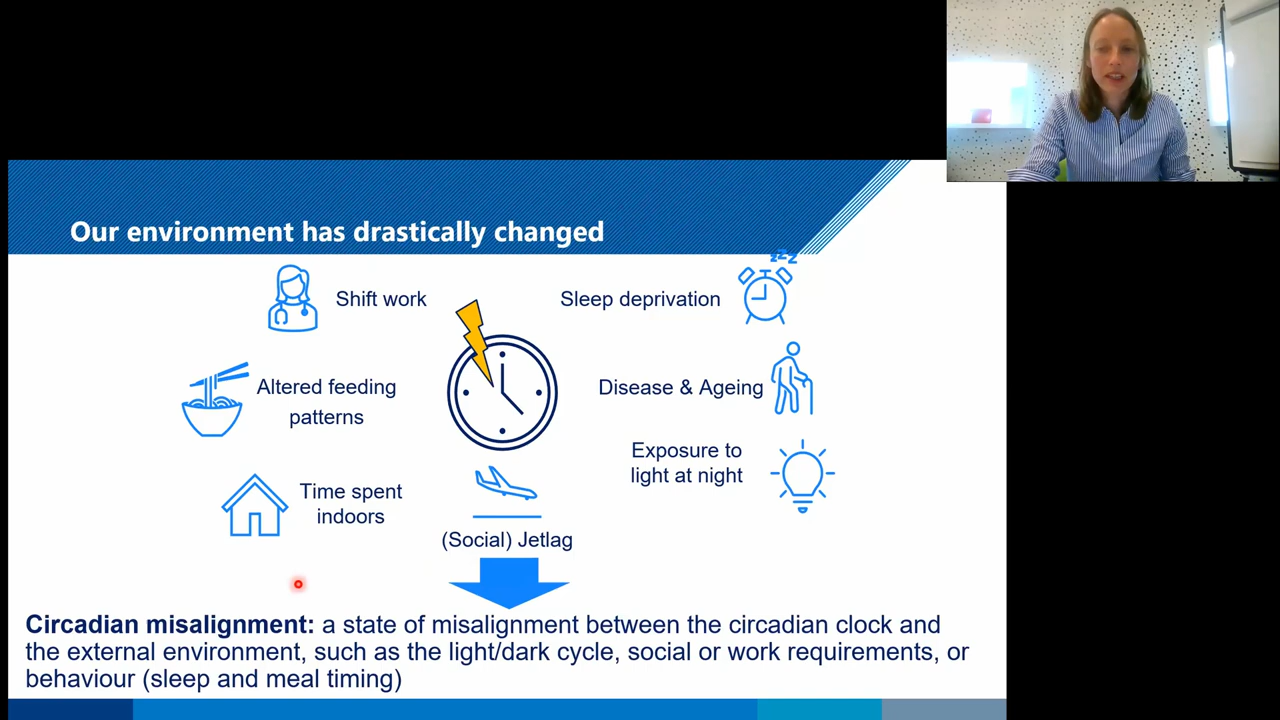 Our environment has drastically changed
Shift work
Sleep deprivation
zzz
Altered feeding
patterns
Disease & Ageing
Exposure to
light at night
Time spent
indoors
(Social) Jetlag
Circadian misalignment: a state of misalignment between the circadian clock and
the external environment, such as the light/dark cycle, social or work requirements, or
behaviour (sleep and meal timing)